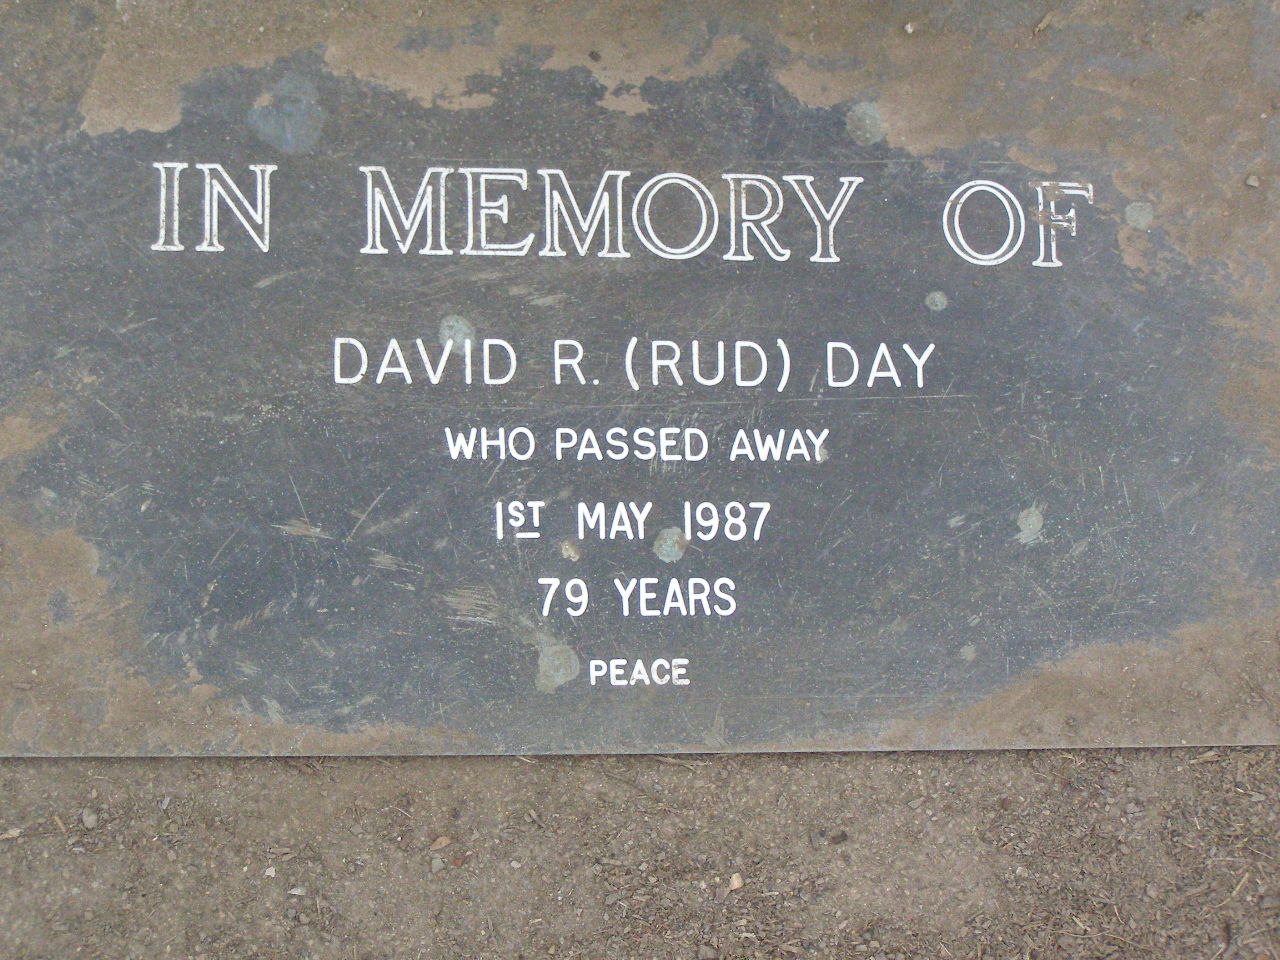 IN MEMORY OF
DAVID R. (RUD) DAY
WHO PASSED AWAY
1ST MAY 1987
79 YEARS
PEACE